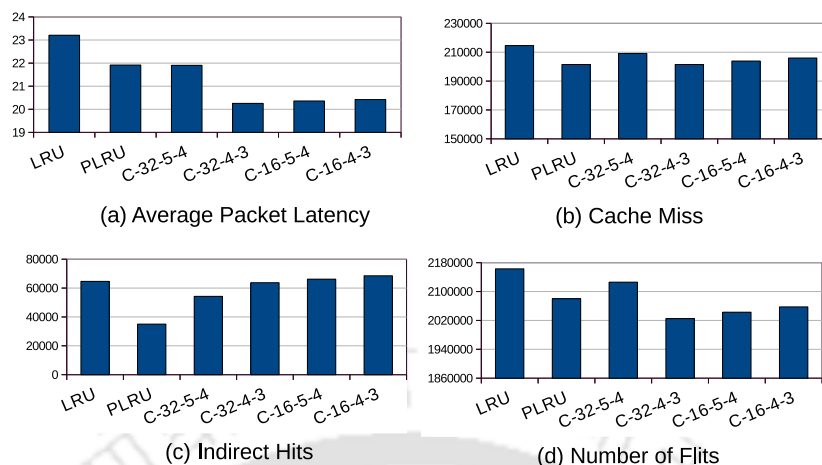 24
23
22
21
20
19
LRU
PLRU
C-32-5-4
C-32-4-3
C-16-5-4
C-16-4-3
(a) Average Packet Latency
230000
210000
190000
170000
150000
LRU
PLRU
C-32-5-4
C-32-4-3
C-16-5-4
C-16-4-3
(b) Cache Miss
80000
60000
40000
20000
0
LRU
PLRU
C-32-5-4
C-32-4-3
C-16-5-4
C-16-4-3
(c) Indirect Hits
2180000
2100000
2020000
1940000
1860000
LRU
PLRU
C-32-5-4
C-32-4-3
C-16-5-4
C-16-4-3
(d) Number of Flits